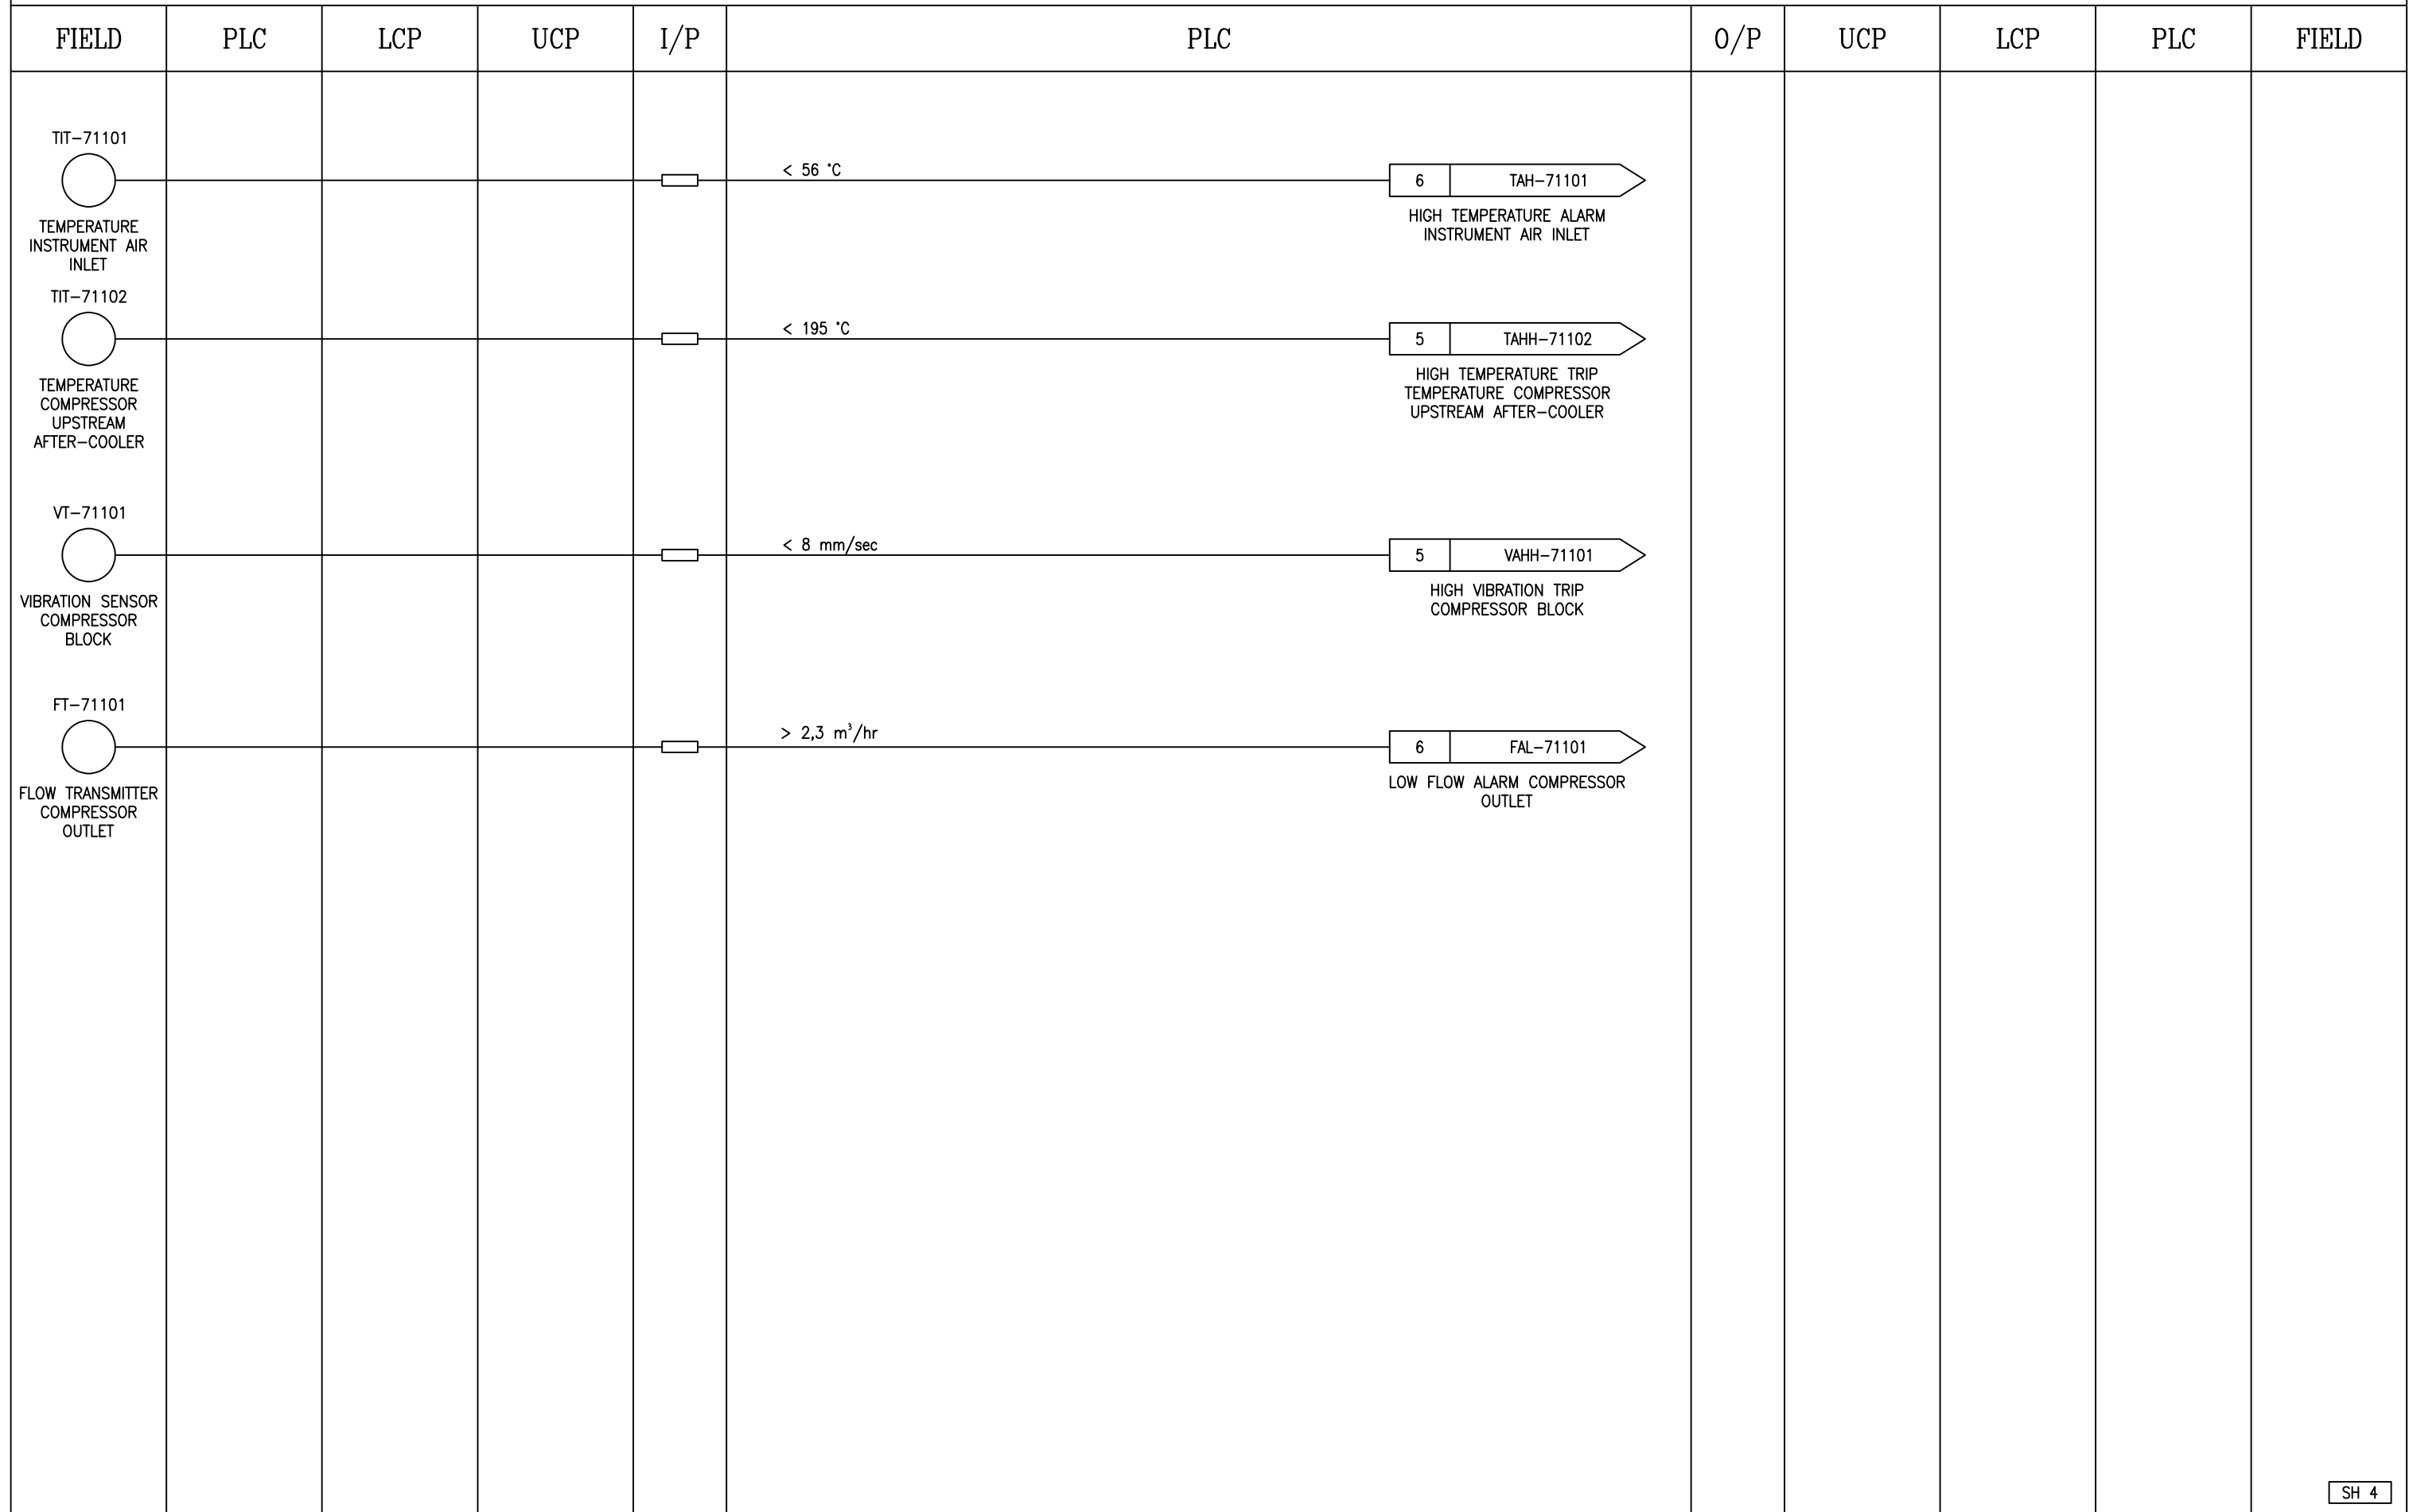 FIELD PLC LCP UCP I/P PLC O/P UCP LCP PLC FIELD
TIT-71101
TEMPERATURE
INSTRUMENT AIR
INLET
< 56 °C
6 TAH-71101
HIGH TEMPERATURE ALARM
INSTRUMENT AIR INLET
TIT-71102
TEMPERATURE
COMPRESSOR
UPSTREAM
AFTER-COOLER
< 195 °C
5 TAHH-71102
HIGH TEMPERATURE TRIP
TEMPERATURE COMPRESSOR
UPSTREAM AFTER-COOLER
VT-71101
VIBRATION SENSOR
COMPRESSOR
BLOCK
< 8 mm/sec
5 VAHH-71101
HIGH VIBRATION TRIP
COMPRESSOR BLOCK
FT-71101
FLOW TRANSMITTER
COMPRESSOR
OUTLET
> 2,3 m³/hr
6 FAL-71101
LOW FLOW ALARM COMPRESSOR
OUTLET
SH 4